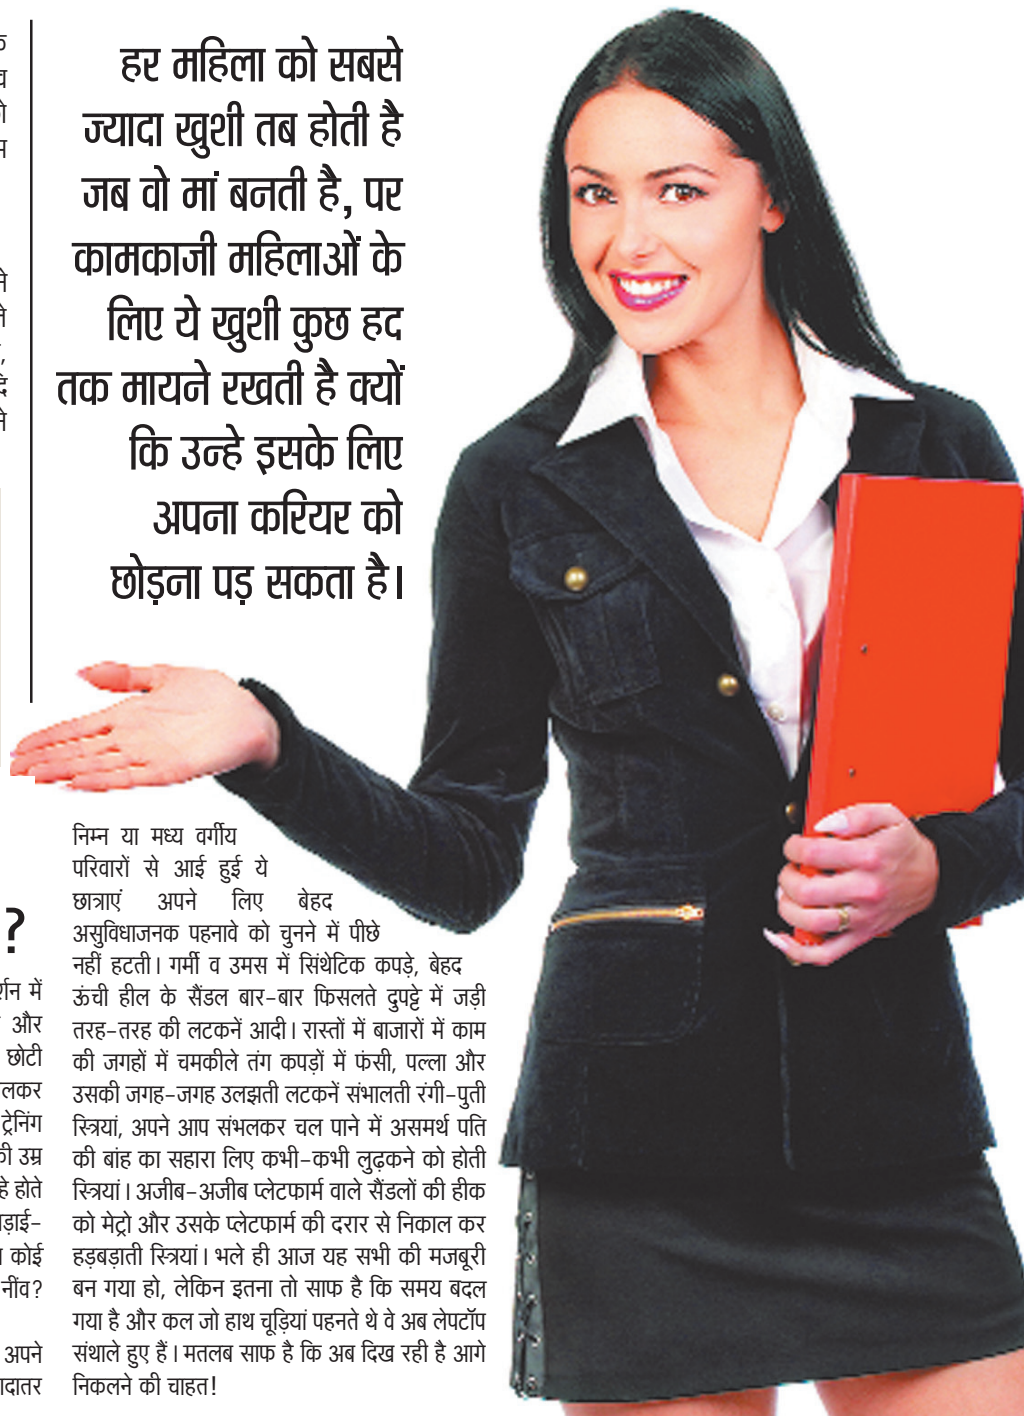 हर महिला को सबसे
ज्यादा खुशी तब होती है
जब वो मां बनती है, पर
कामकाजी महिलाओं के
लिए ये खुशी कुछ हद
तक मायने रखती है क्यों
कि उन्हे इसके लिए
अपना करियर को
छोड़ना पड़ सकता है।
?
में
और
छोटी
ट्रेनिंग
उम्र
होते
कोई
नींव?
अपने
निम्न या मध्य वर्गीय
परिवारों से आई हुई ये
छात्राएं अपने लिए बेहद
असुविधाजनक पहनावे को चुनने में पीछे
नहीं हटती। गर्मी व उमस में सिंथेटिक कपड़े, बेहद
ऊंची हील के सैंडल बार-बार फिसलते दुपट्टे में जड़ी
तरह-तरह की लटकनें आदी। रास्तों में बाजारों में काम
की जगहों में चमकीले तंग कपड़ों में फंसी, पल्ला और
उसकी जगह-जगह उलझती लटकनें संभालती रंगी-पुती
स्त्रियां, अपने आप संभलकर चल पाने में असमर्थ पति
की बांह का सहारा लिए कभी-कभी लुढ़कने को होती
स्त्रियां। अजीब-अजीब प्लेटफार्म वाले सैंडलों की हीक
को मेट्रो और उसके प्लेटफार्म की दरार से निकाल कर
हड़बड़ाती स्त्रियां। भले ही आज यह सभी की मजबूरी
बन गया हो, लेकिन इतना तो साफ है कि समय बदल
गया है और कल जो हाथ चूड़ियां पहनते थे वे अब लेपटॉप
संथाले हुए हैं। मतलब साफ है कि अब दिख रही है आगे
निकलने की चाहत!